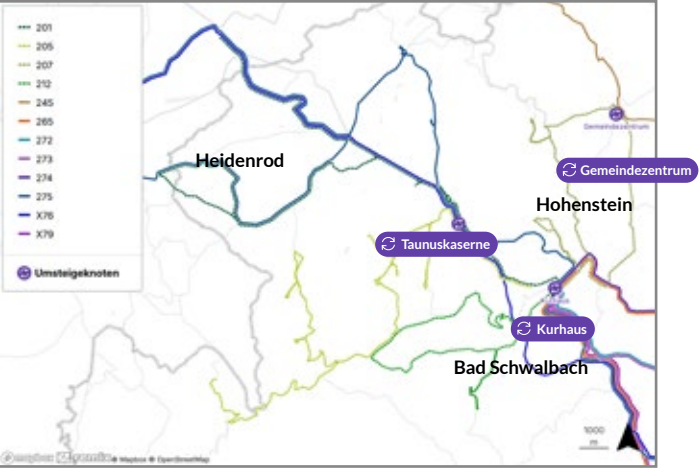 201
205
207
212
245
265
272
273
274
275
X76
X79
Umsteigeknoten
Heidenrod
Gemeindezentrum
Gemeindezentrum
Hohenstein
Taunuskaserne
Kurhaus
Bad Schwalbach
1000
m
mapbox
© Mapbox © OpenStreetMap